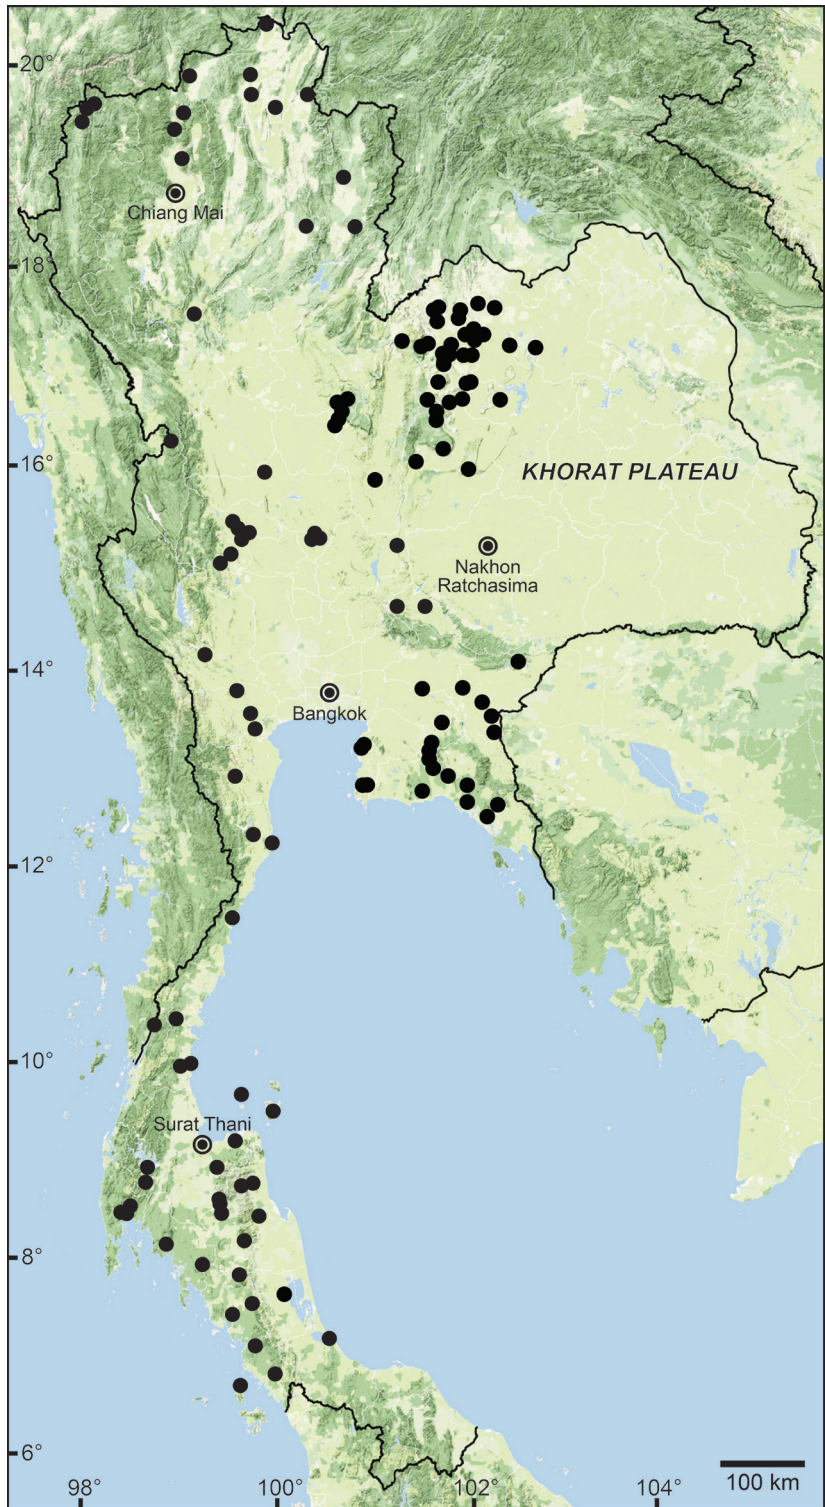 20°
Chiang Mai
18°
16°
KHORAT PLATEAU
Nakhon
Ratchasima
14°
Bangkok
12°
10°
Surat Thani
8°
6°
100 km
98°
100°
102°
104°